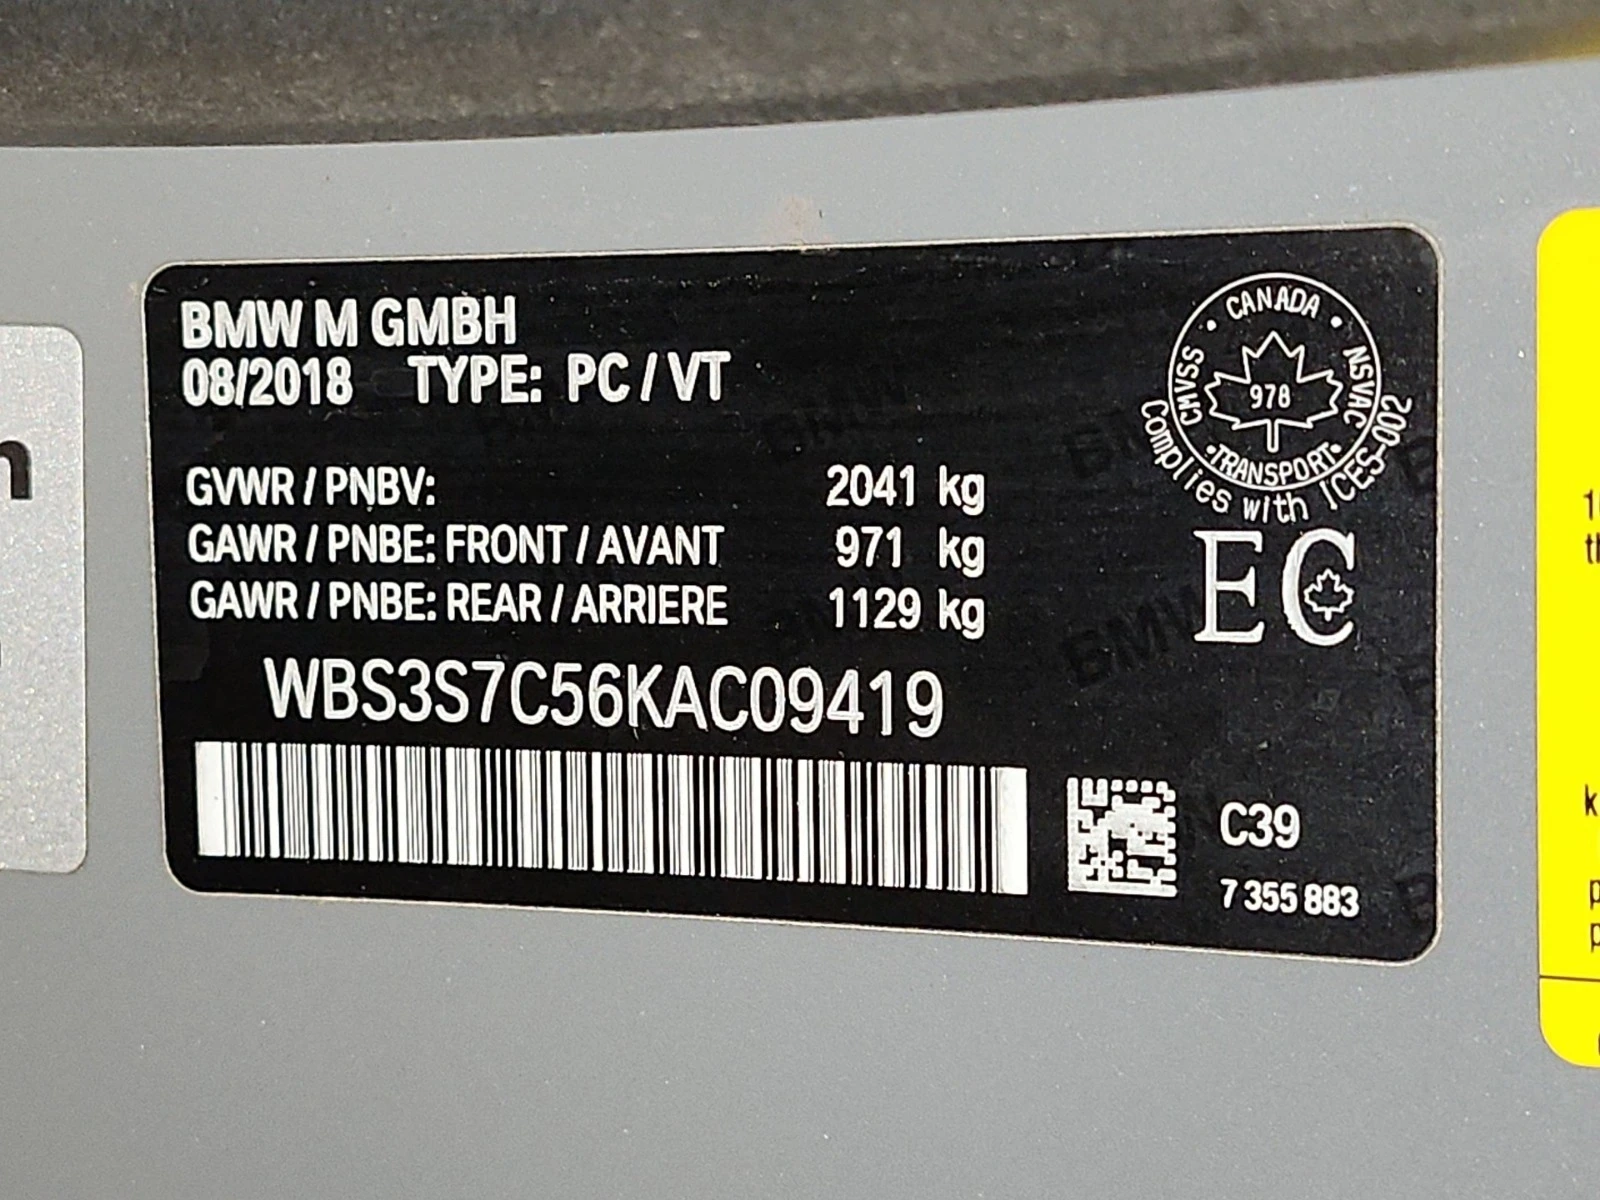 BMW M GMBH
08/2018 TYPE: PC / VT
GVWR / PNBV: 2041 kg
GAWR / PNBE: FRONT / AVANT 971 kg
GAWR / PNBE: REAR / ARRIERE 1129 kg
WBS3S7C56KAC09419
CANADA
CMVSS
978
NSVAC
TRANSPORT
Complies with ICES-002
EC
C39
7 355 883